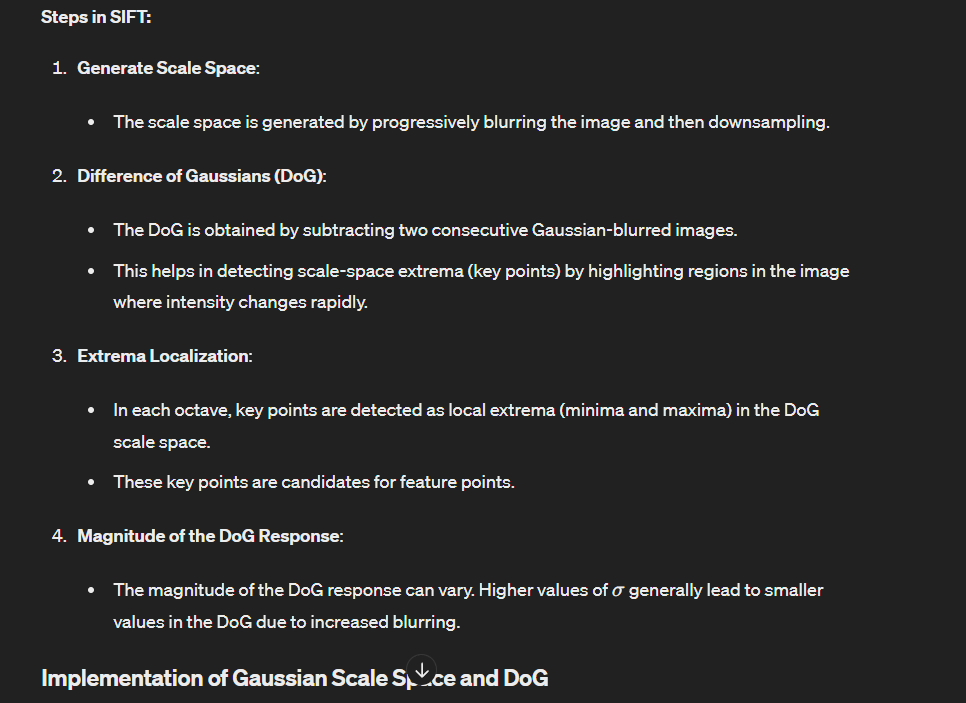 Steps in SIFT:
1. Generate Scale Space:
• The scale space is generated by progressively blurring the image and then downsampling.
2. Difference of Gaussians (DoG):
• The DoG is obtained by subtracting two consecutive Gaussian-blurred images.
• This helps in detecting scale-space extrema (key points) by highlighting regions in the image
where intensity changes rapidly.
3. Extrema Localization:
• In each octave, key points are detected as local extrema (minima and maxima) in the DoG
scale space.
• These key points are candidates for feature points.
4. Magnitude of the DoG Response:
• The magnitude of the DoG response can vary. Higher values of σ generally lead to smaller
values in the DoG due to increased blurring.
Implementation of Gaussian Scale Space and DoG